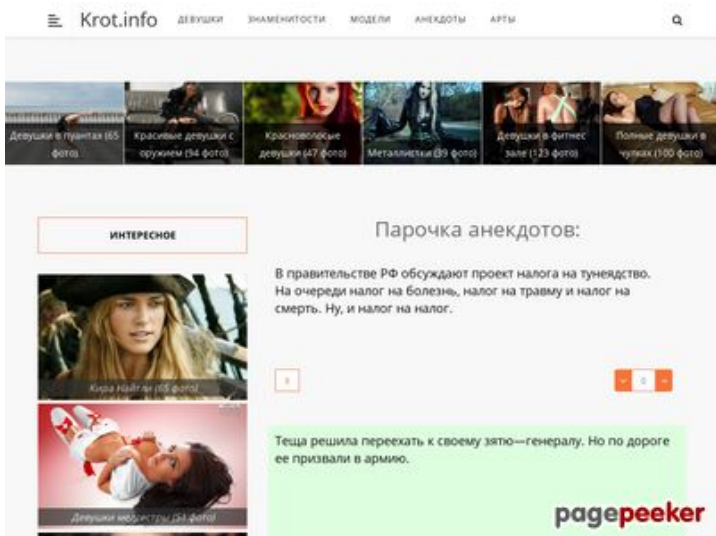 Krot.info
ДЕВУШКИ
ЗНАМЕНИТОСТИ
МОДЕЛИ
АНЕКДОТЫ
АРТЫ
Девушки в пуантах (65
фото)
Красивые девушки с
оружием (94 фото)
Красноволосые
девушки (47 фото)
Металлистки (39 фото)
Девушки в фитнес
зале (123 фото)
Полные девушки в
чулках (100 фото)
ИНТЕРЕСНОЕ
Кира Найтли (65 фото)
Девушки медсестры (51 фото)
Парочка анекдотов:
В правительстве РФ обсуждают проект налога на тунеядство.
На очереди налог на болезнь, налог на травму и налог на
смерть. Ну, и налог на налог.
0
Теща решила переехать к своему зятю—генералу. Но по дороге
ее призвали в армию.
pagepeeker